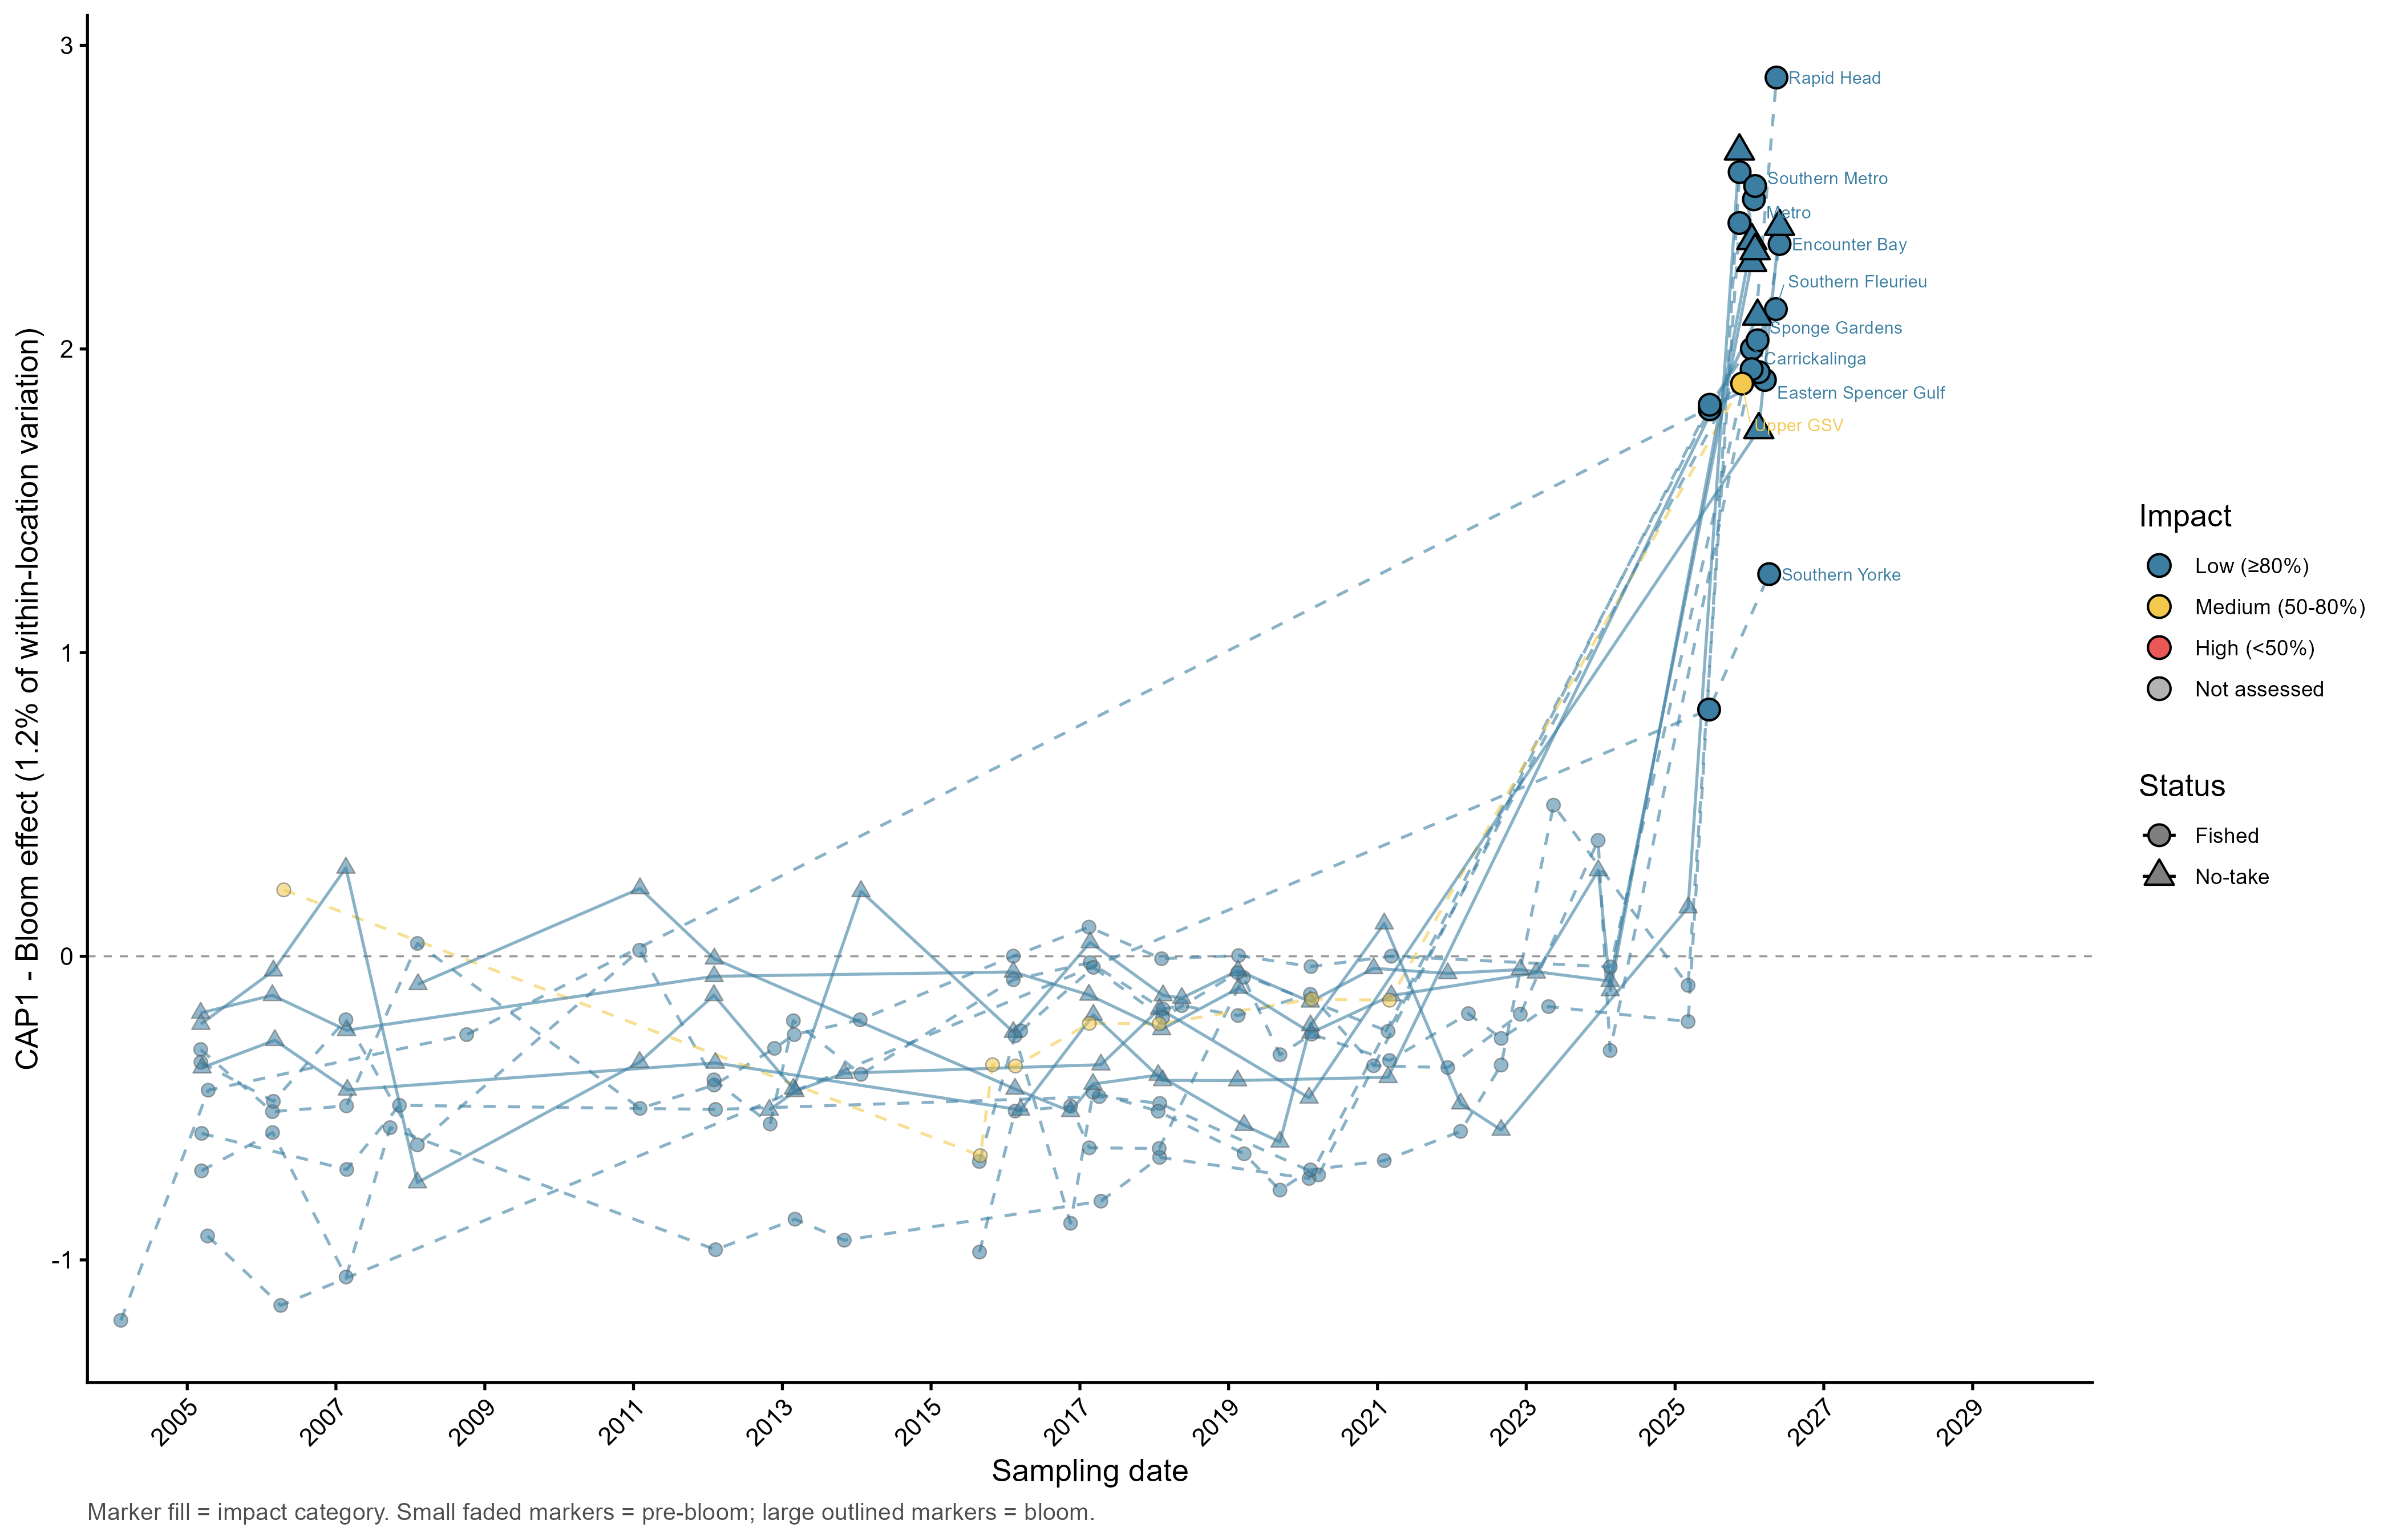 CAP1 - Bloom effect (1.2% of within-location variation)
3
2
1
0
-1
Rapid Head
Southern Metro
Metro
Encounter Bay
Southern Fleurieu
Sponge Gardens
Carrickalinga
Eastern Spencer Gulf
Upper GSV
Southern Yorke
Impact
Low (≥80%)
Medium (50-80%)
High (<50%)
Not assessed
Status
Fished
No-take
2005
2007
2009
2011
2013
2015
2017
2019
2021
2023
2025
2027
2029
Sampling date
Marker fill = impact category. Small faded markers = pre-bloom; large outlined markers = bloom.